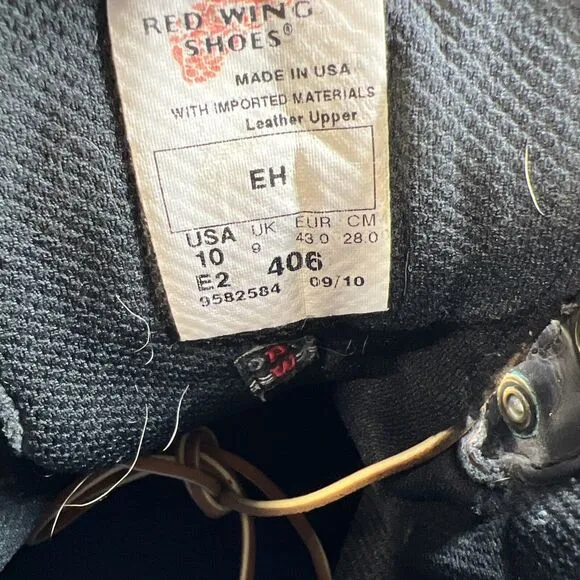 RED WING
SHOES®
MADE IN USA
WITH IMPORTED MATERIALS
Leather Upper
EH
USA UK EUR CM
10 9 43.0 28.0
E2 406
9582584 09/10